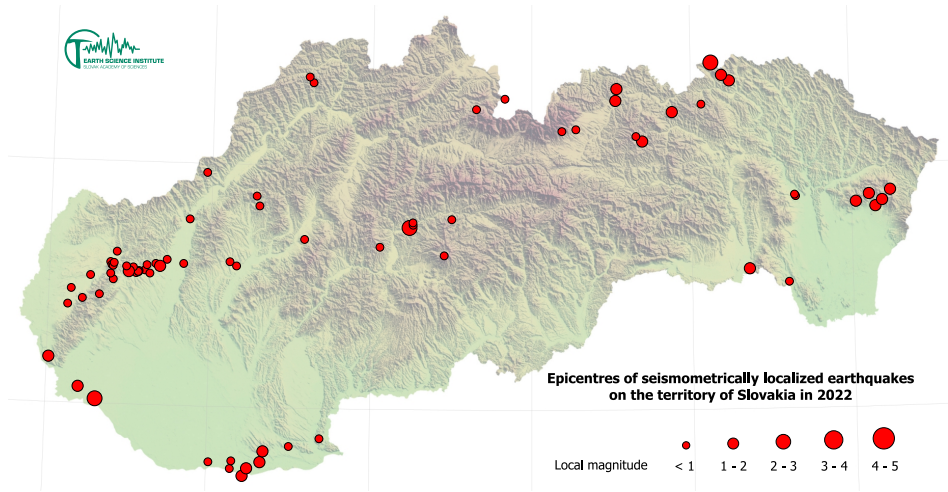 EARTH SCIENCE INSTITUTE
SLOVAK ACADEMY OF SCIENCES
Epicentres of seismometrically localized earthquakes
on the territory of Slovakia in 2022
Local magnitude < 1 1 - 2 2 - 3 3 - 4 4 - 5